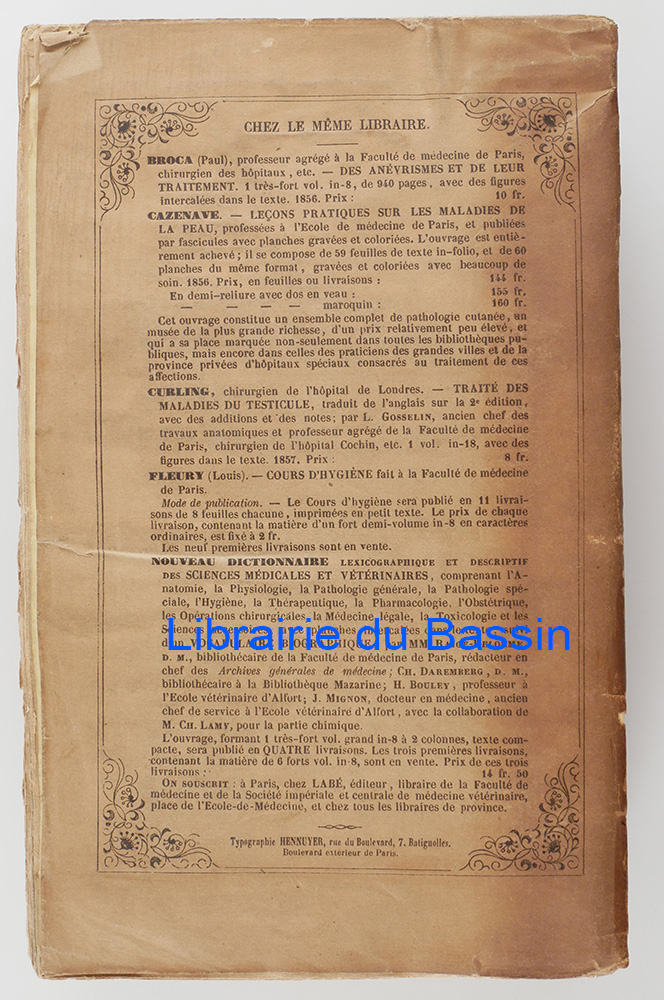 CHEZ LE MÊME LIBRAIRE.
BROCA (Paul), professeur agrégé à la Faculté de médecine de Paris,
chirurgien des hôpitaux, etc. — DES ANÉVRISMES ET DE LEUR
TRAITEMENT. 1 très-fort vol. in-8, de 940 pages, avec des figures
intercalées dans le texte. 1856. Prix : 10 fr.
CAZENAVE. — LEÇONS PRATIQUES SUR LES MALADIES DE
LA PEAU, professées à l'Ecole de médecine de Paris, et publiées
par fascicules avec planches gravées et coloriées. L'ouvrage est entiè-
rement achevé; il se compose de 59 feuilles de texte in-folio, et de 60
planches du même format, gravées et coloriées avec beaucoup de
soin. 1856. Prix, en feuilles ou livraisons : 144 fr.
En demi-reliure avec dos en veau : 155 fr.
— — — maroquin : 160 fr.
Cet ouvrage constitue un ensemble complet de pathologie cutanée, un
musée de la plus grande richesse, d'un prix relativement peu élevé, et
qui a sa place marquée non-seulement dans toutes les bibliothèques pu-
bliques, mais encore dans celles des praticiens des grandes villes et de la
province privées d'hôpitaux spéciaux consacrés au traitement de ces
affections.
CURLING, chirurgien de l'hôpital de Londres. — TRAITÉ DES
MALADIES DU TESTICULE, traduit de l'anglais sur la 2e édition,
avec des additions et des notes; par L. GOSSELIN, ancien chef des
travaux anatomiques et professeur agrégé de la Faculté de médecine
de Paris, chirurgien de l'hôpital Cochin, etc. 1 vol. in-18, avec des
figures dans le texte. 1857. Prix : 8 fr.
FLEURY (Louis). — COURS D'HYGIÈNE fait à la Faculté de médecine
de Paris.
Mode de publication. — Le Cours d'hygiène sera publié en 11 livrai-
sons de 8 feuilles chacune, imprimées en petit texte. Le prix de chaque
livraison, contenant la matière d'un fort demi-volume in-8 en caractères
ordinaires, est fixé à 2 fr.
Les neuf premières livraisons sont en vente.
NOUVEAU DICTIONNAIRE LEXICOGRAPHIQUE ET DESCRIPTIF
DES SCIENCES MÉDICALES ET VÉTÉRINAIRES, comprenant l'A-
natomie, la Physiologie, la Pathologie générale, la Pathologie spé-
ciale, l'Hygiène, la Thérapeutique, la Pharmacologie, l'Obstétrique,
les Opérations chirurgicales, la Médecine légale, la Toxicologie et les
Sciences
Librairie du Bassin
VOCABULAIRE BIOGRAPHIQUE
D. M., bibliothécaire de la Faculté de médecine de Paris, rédacteur en
chef des Archives générales de médecine; CH. DAREMBERG, D. M.,
bibliothécaire à la Bibliothèque Mazarine; H. BOULEY, professeur à
l'Ecole vétérinaire d'Alfort; J. MIGNON, docteur en médecine, ancien
chef de service à l'Ecole vétérinaire d'Alfort, avec la collaboration de
M. CH. LAMY, pour la partie chimique.
L'ouvrage, formant 1 très-fort vol. grand in-8 à 2 colonnes, texte com-
pacte, sera publié en QUATRE livraisons. Les trois premières livraisons,
contenant la matière de 6 forts vol. in-8, sont en vente. Prix de ces trois
livraisons : 14 fr. 50
ON SOUSCRIT : à Paris, chez LABÉ, éditeur, libraire de la Faculté de
médecine et de la Société impériale et centrale de médecine vétérinaire,
place de l'Ecole-de-Médecine, et chez tous les libraires de province.
Typographie HENNUYER, rue du Boulevard, 7. Batignolles.
Boulevard extérieur de Paris.